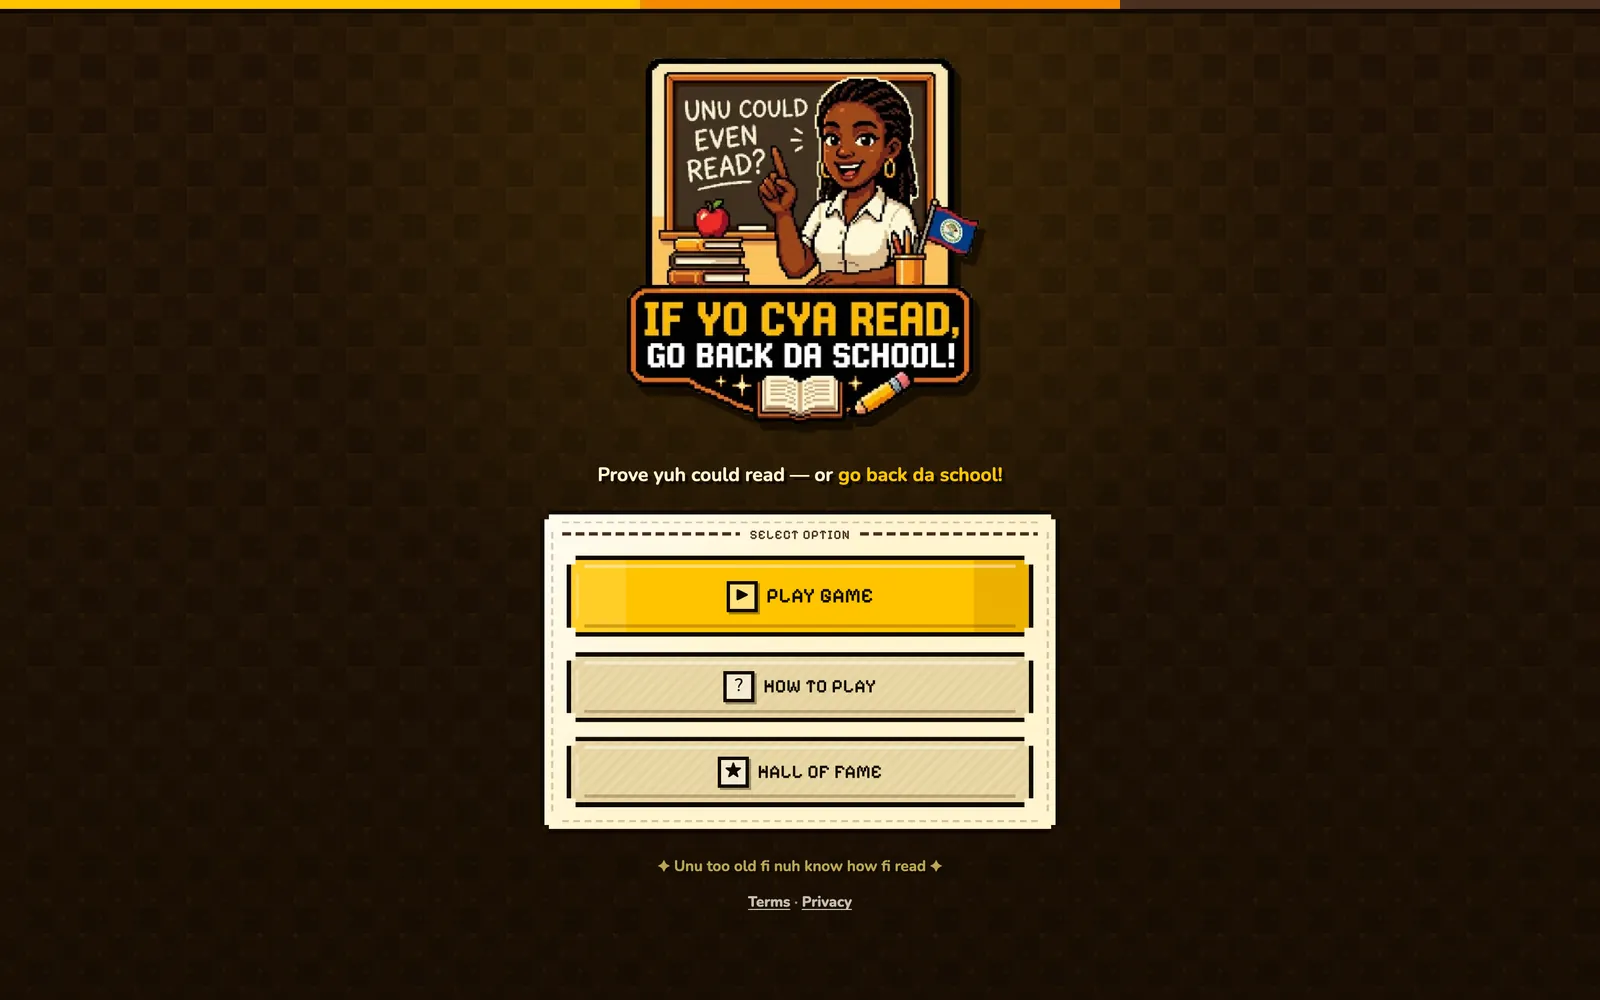 UNU COULD
EVEN
READ?
IF YO CYA READ,
GO BACK DA SCHOOL!
Prove yuh could read — or go back da school!
SELECT OPTION
PLAY GAME
? HOW TO PLAY
HALL OF FAME
✦ Unu too old fi nuh know how fi read ✦
Terms · Privacy